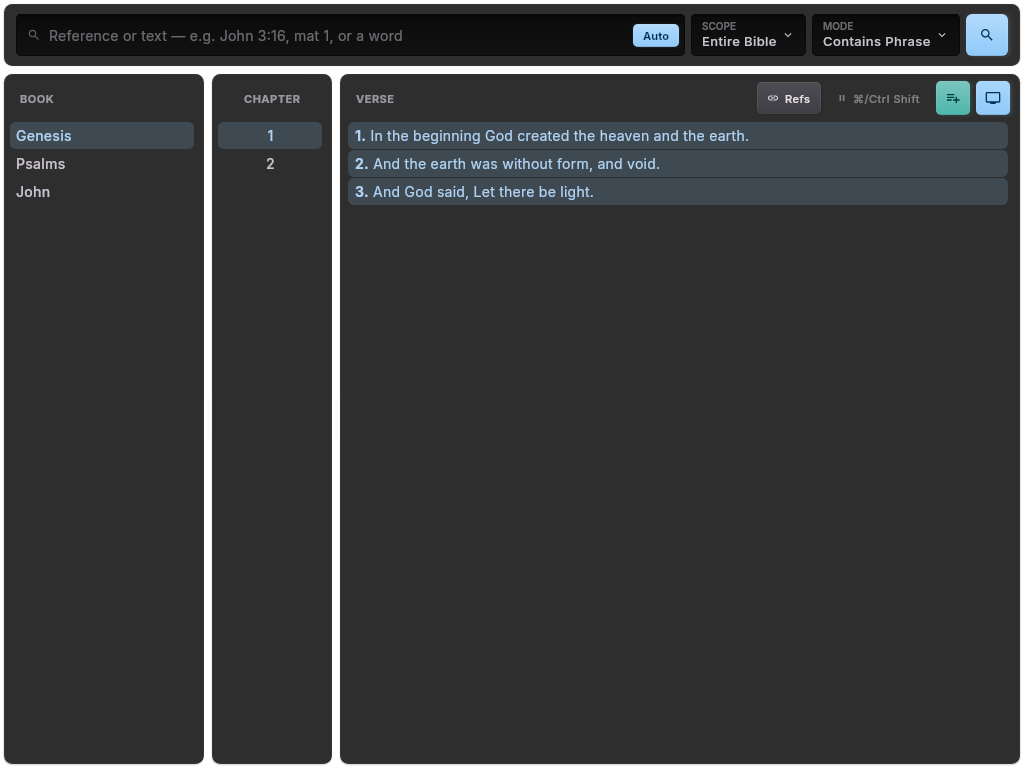 Reference or text — e.g. John 3:16, mat 1, or a word
Auto
SCOPE
Entire Bible
MODE
Contains Phrase
BOOK
Genesis
Psalms
John
CHAPTER
1
2
VERSE
Refs
⌘/Ctrl Shift
1. In the beginning God created the heaven and the earth.
2. And the earth was without form, and void.
3. And God said, Let there be light.